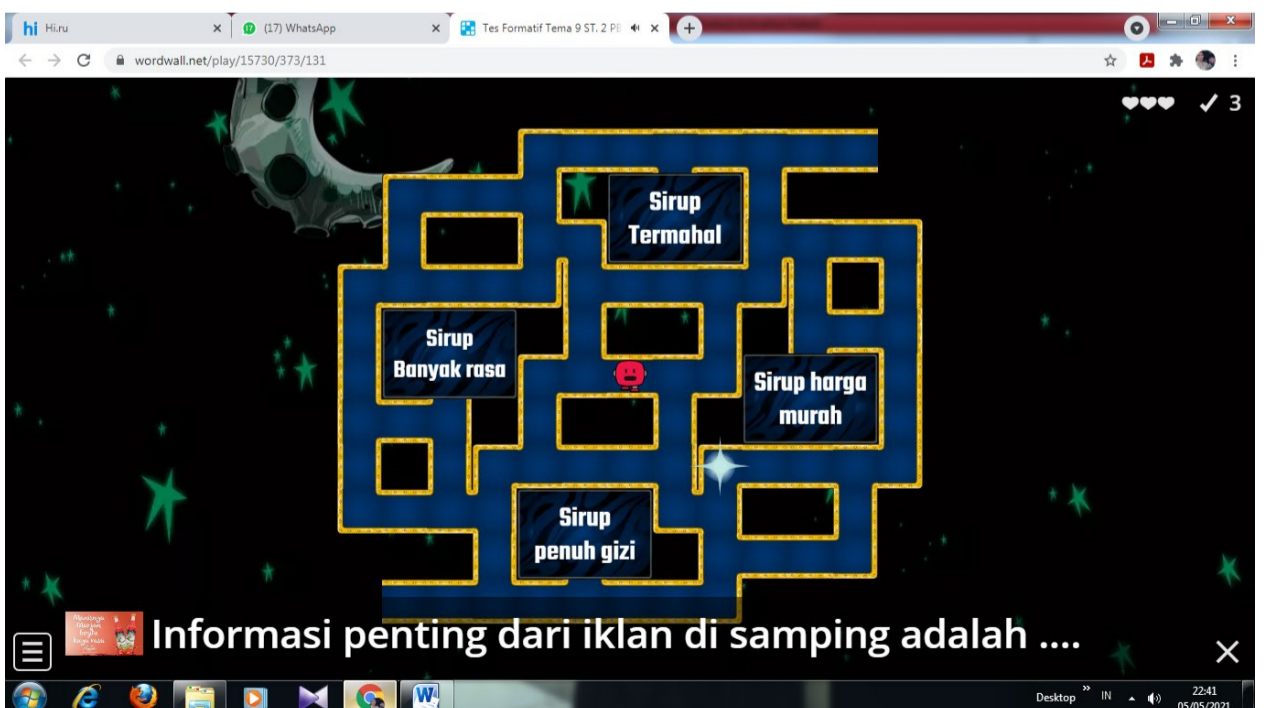 Hi.ru
(17) WhatsApp
Tes Formatif Tema 9 ST. 2 PE
wordwall.net/play/15730/373/131
3
Sirup
Termahal
Sirup
Banyak rasa
Sirup harga
murah
Sirup
penuh gizi
Informasi penting dari iklan di samping adalah ....
Desktop
IN
22:41
05/05/2021